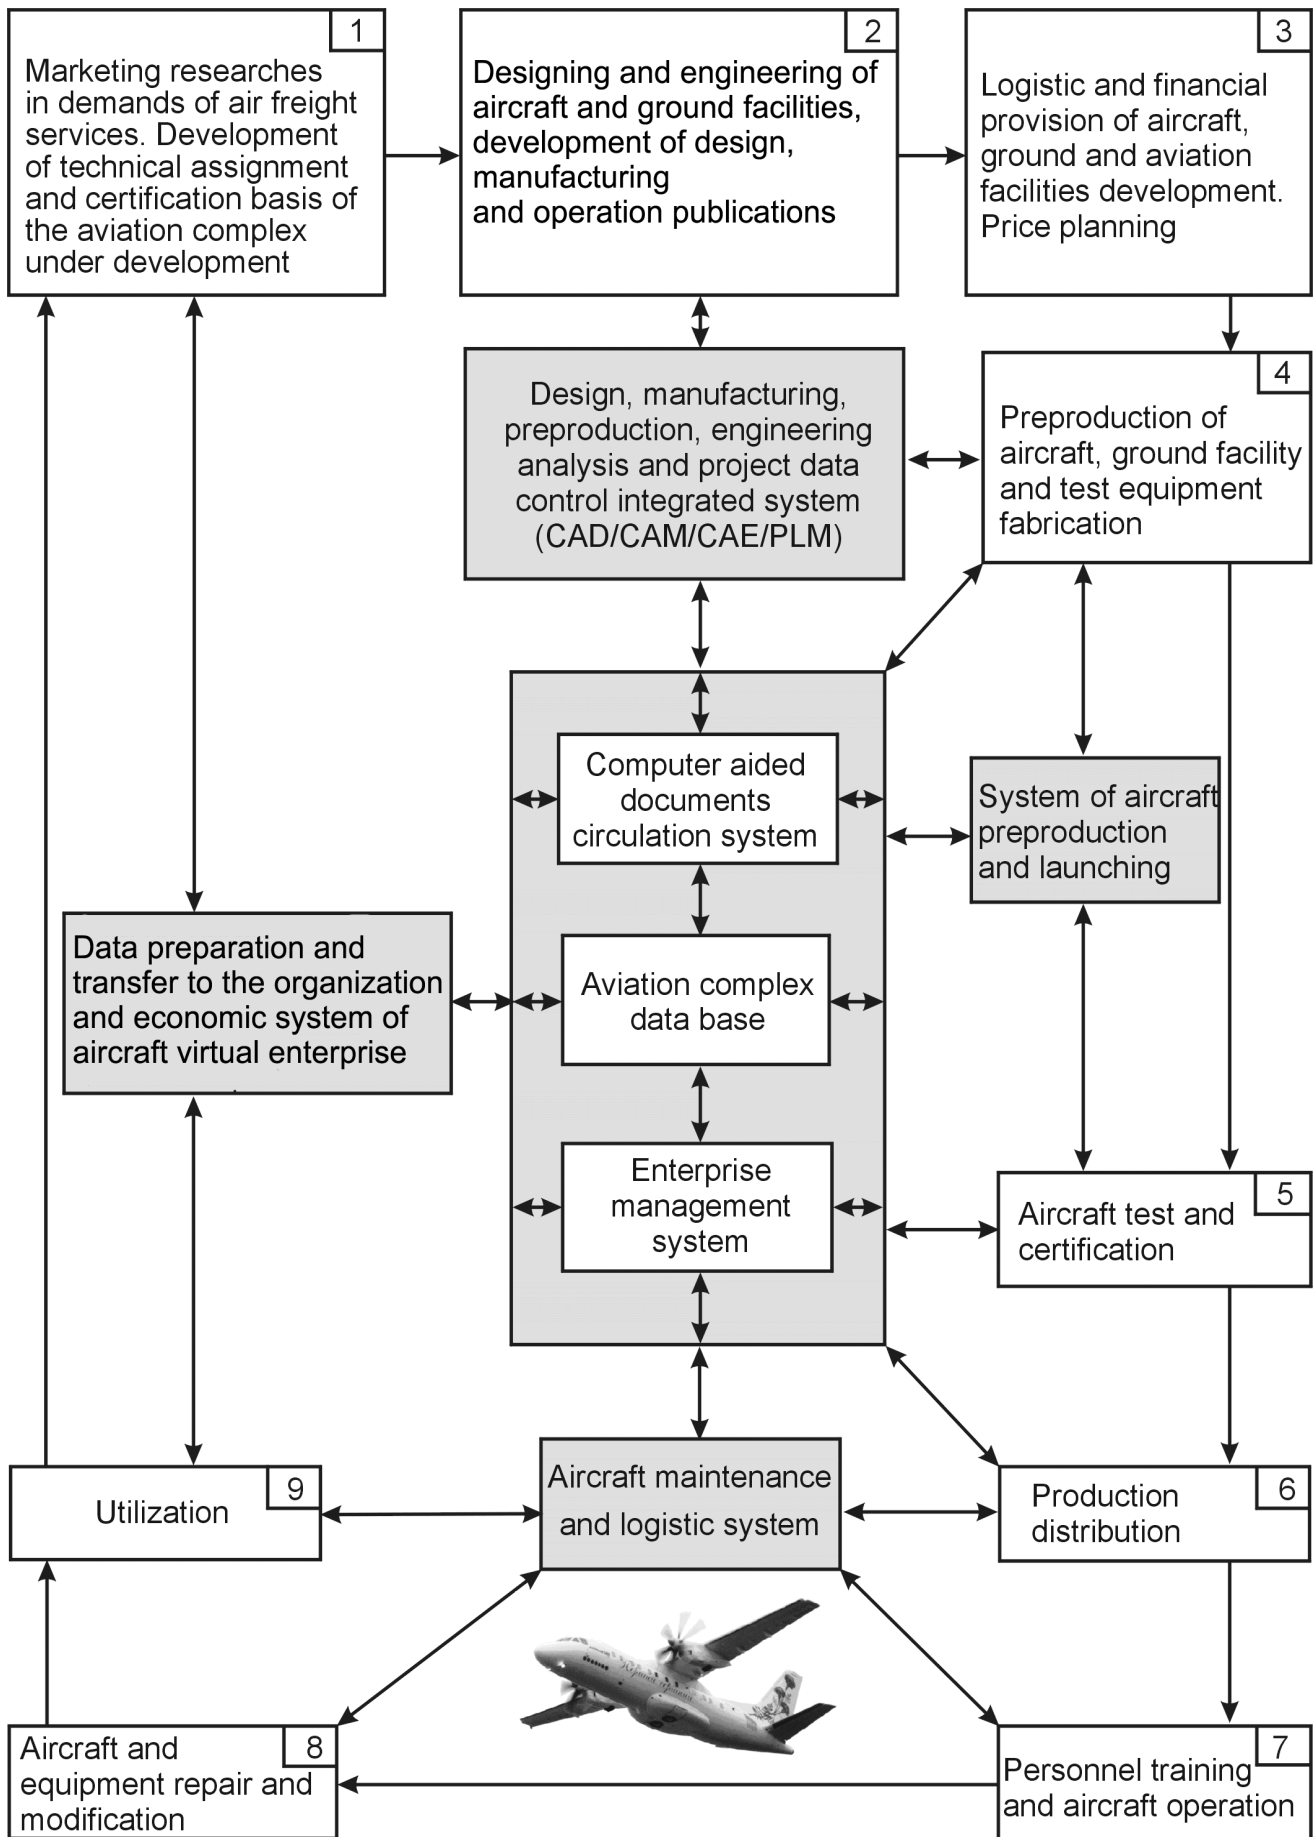 1
Marketing researches
in demands of air freight
services. Development
of technical assignment
and certification basis of
the aviation complex
under development
2
Designing and engineering of
aircraft and ground facilities,
development of design,
manufacturing
and operation publications
3
Logistic and financial
provision of aircraft,
ground and aviation
facilities development.
Price planning
Design, manufacturing,
preproduction, engineering
analysis and project data
control integrated system
(CAD/CAM/CAE/PLM)
4
Preproduction of
aircraft, ground facility
and test equipment
fabrication
Computer aided
documents
circulation system
System of aircraft
preproduction
and launching
Data preparation and
transfer to the organization
and economic system of
aircraft virtual enterprise
Aviation complex
data base
Enterprise
management
system
5
Aircraft test and
certification
9
Utilization
Aircraft maintenance
and logistic system
6
Production
distribution
8
Aircraft and
equipment repair and
modification
7
Personnel training
and aircraft operation